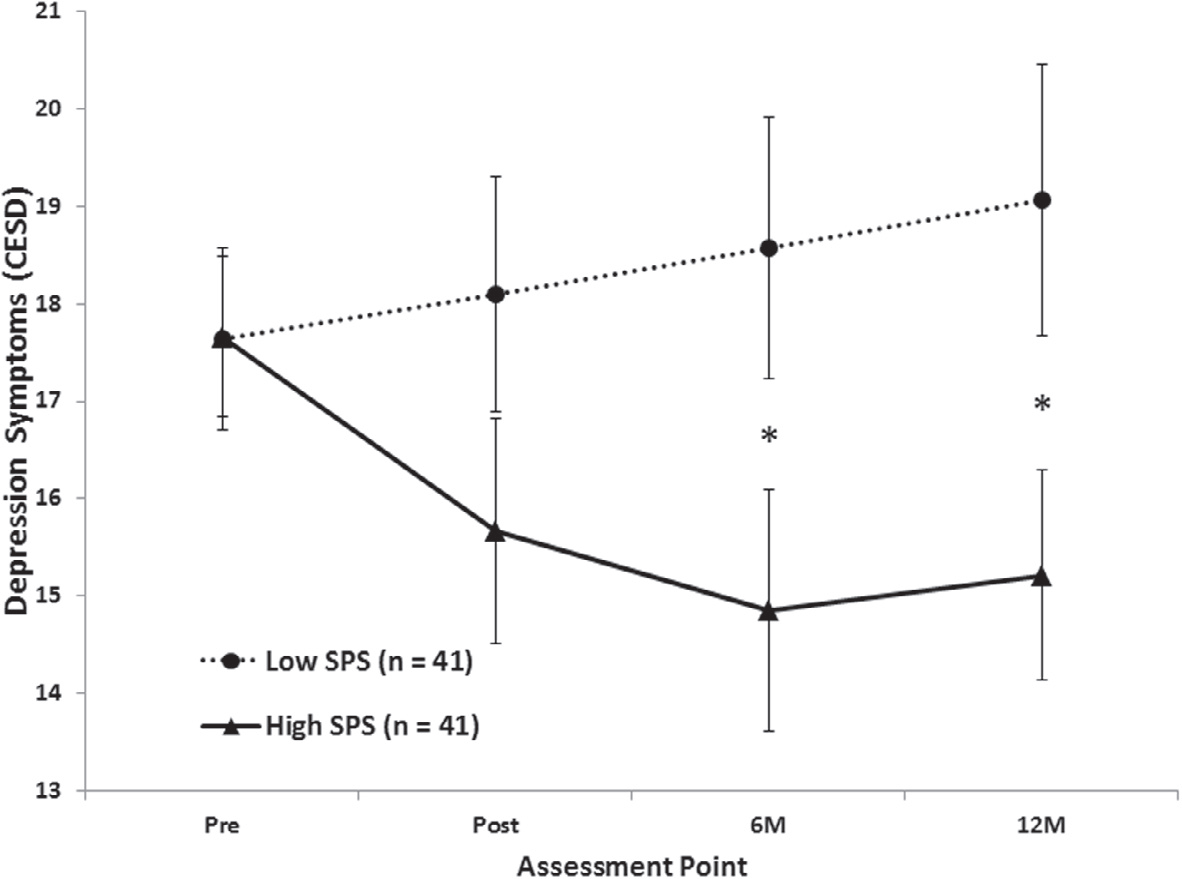 21
20
19
18
17
16
15
14
13
Depression Symptoms (CESD)
*
*
Low SPS (n = 41)
High SPS (n = 41)
Pre Post 6M 12M
Assessment Point